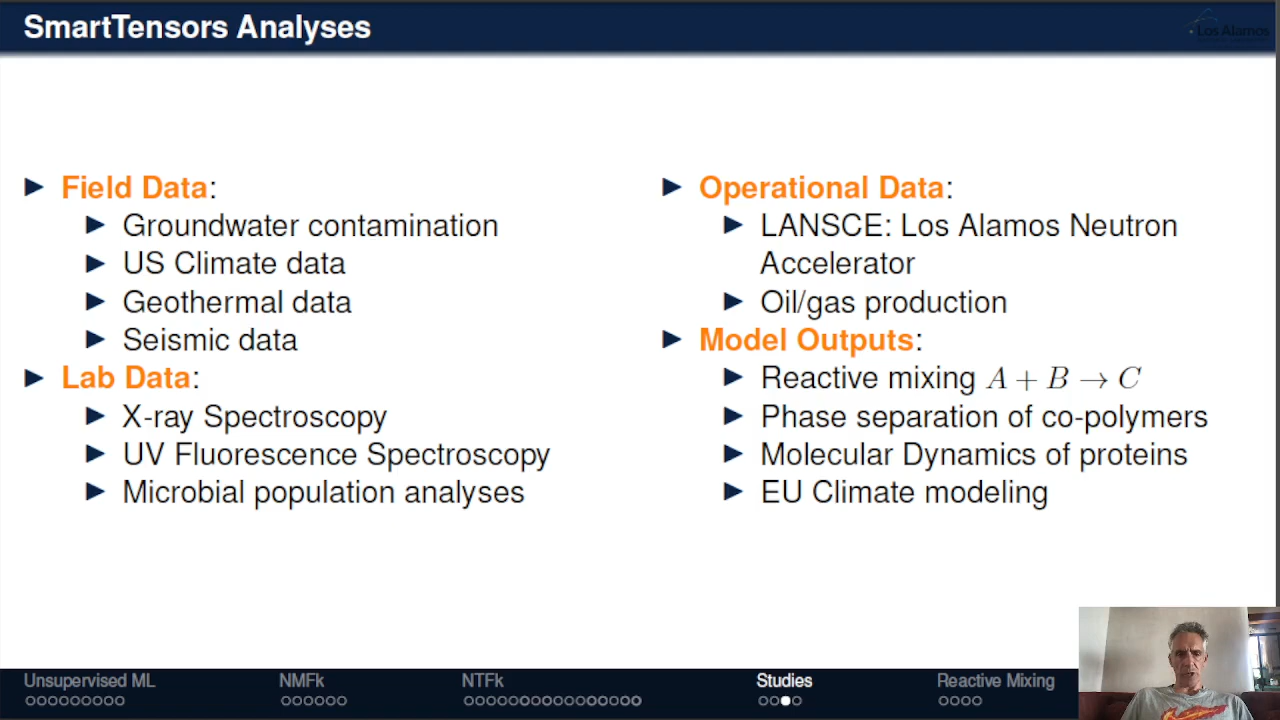 SmartTensors Analyses
Los Alamos
Field Data:
Groundwater contamination
US Climate data
Geothermal data
Seismic data
Lab Data:
X-ray Spectroscopy
UV Fluorescence Spectroscopy
Microbial population analyses
Operational Data:
LANSCE: Los Alamos Neutron
Accelerator
Oil/gas production
Model Outputs:
Reactive mixing A + B → C
Phase separation of co-polymers
Molecular Dynamics of proteins
EU Climate modeling
Unsupervised ML
NMFk
NTFk
Studies
Reactive Mixing